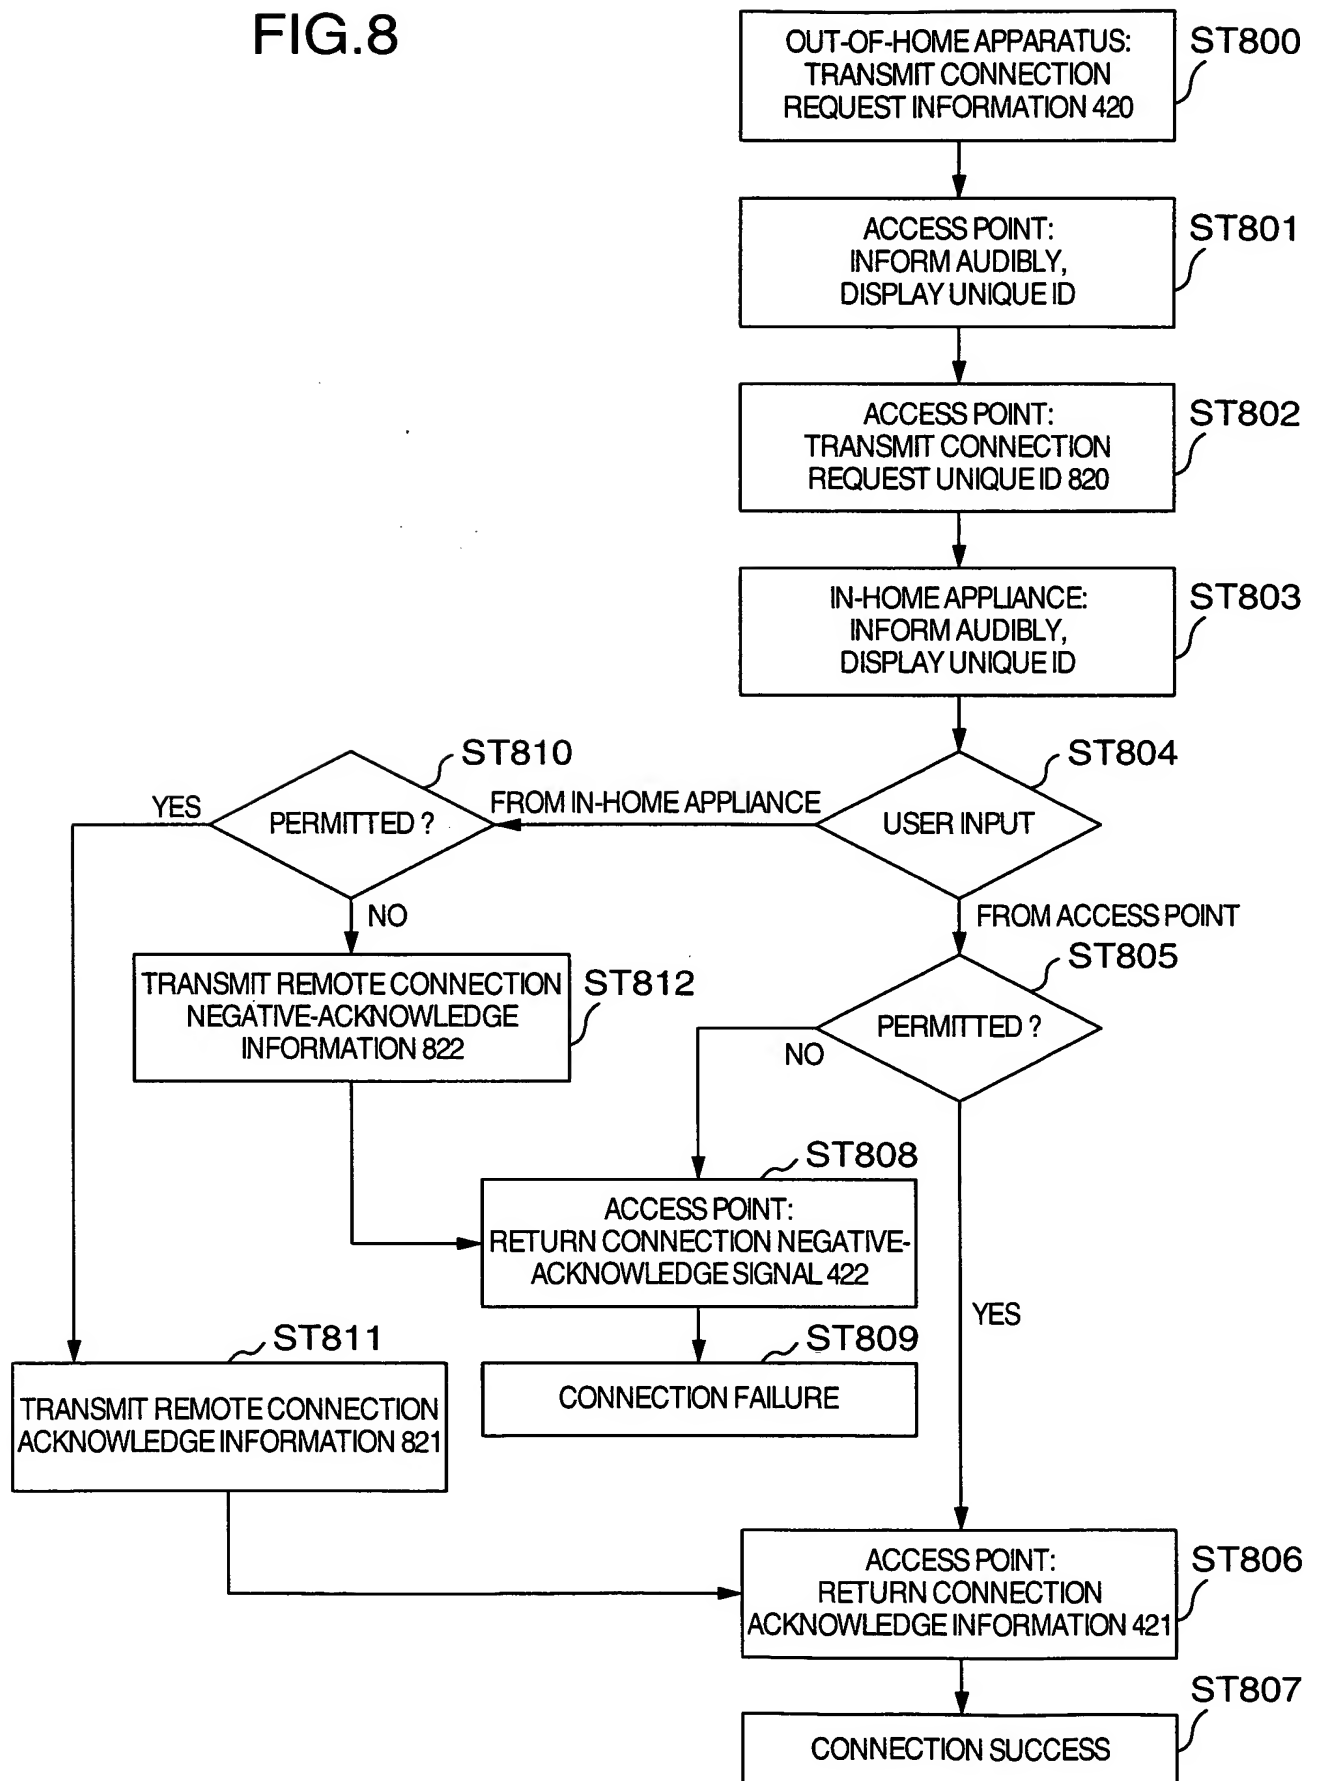 FIG.8
OUT-OF-HOME APPARATUS:
TRANSMIT CONNECTION
REQUEST INFORMATION 420
ST800
ACCESS POINT:
INFORM AUDIBLY,
DISPLAY UNIQUE ID
ST801
ACCESS POINT:
TRANSMIT CONNECTION
REQUEST UNIQUE ID 820
ST802
IN-HOME APPLIANCE:
INFORM AUDIBLY,
DISPLAY UNIQUE ID
ST803
ST810
PERMITTED ?
YES
NO
FROM IN-HOME APPLIANCE
ST804
USER INPUT
FROM ACCESS POINT
TRANSMIT REMOTE CONNECTION
NEGATIVE-ACKNOWLEDGE
INFORMATION 822
ST812
ST805
PERMITTED ?
NO
YES
ST808
ACCESS POINT:
RETURN CONNECTION NEGATIVE-
ACKNOWLEDGE SIGNAL 422
ST809
CONNECTION FAILURE
ST811
TRANSMIT REMOTE CONNECTION
ACKNOWLEDGE INFORMATION 821
ACCESS POINT:
RETURN CONNECTION
ACKNOWLEDGE INFORMATION 421
ST806
ST807
CONNECTION SUCCESS